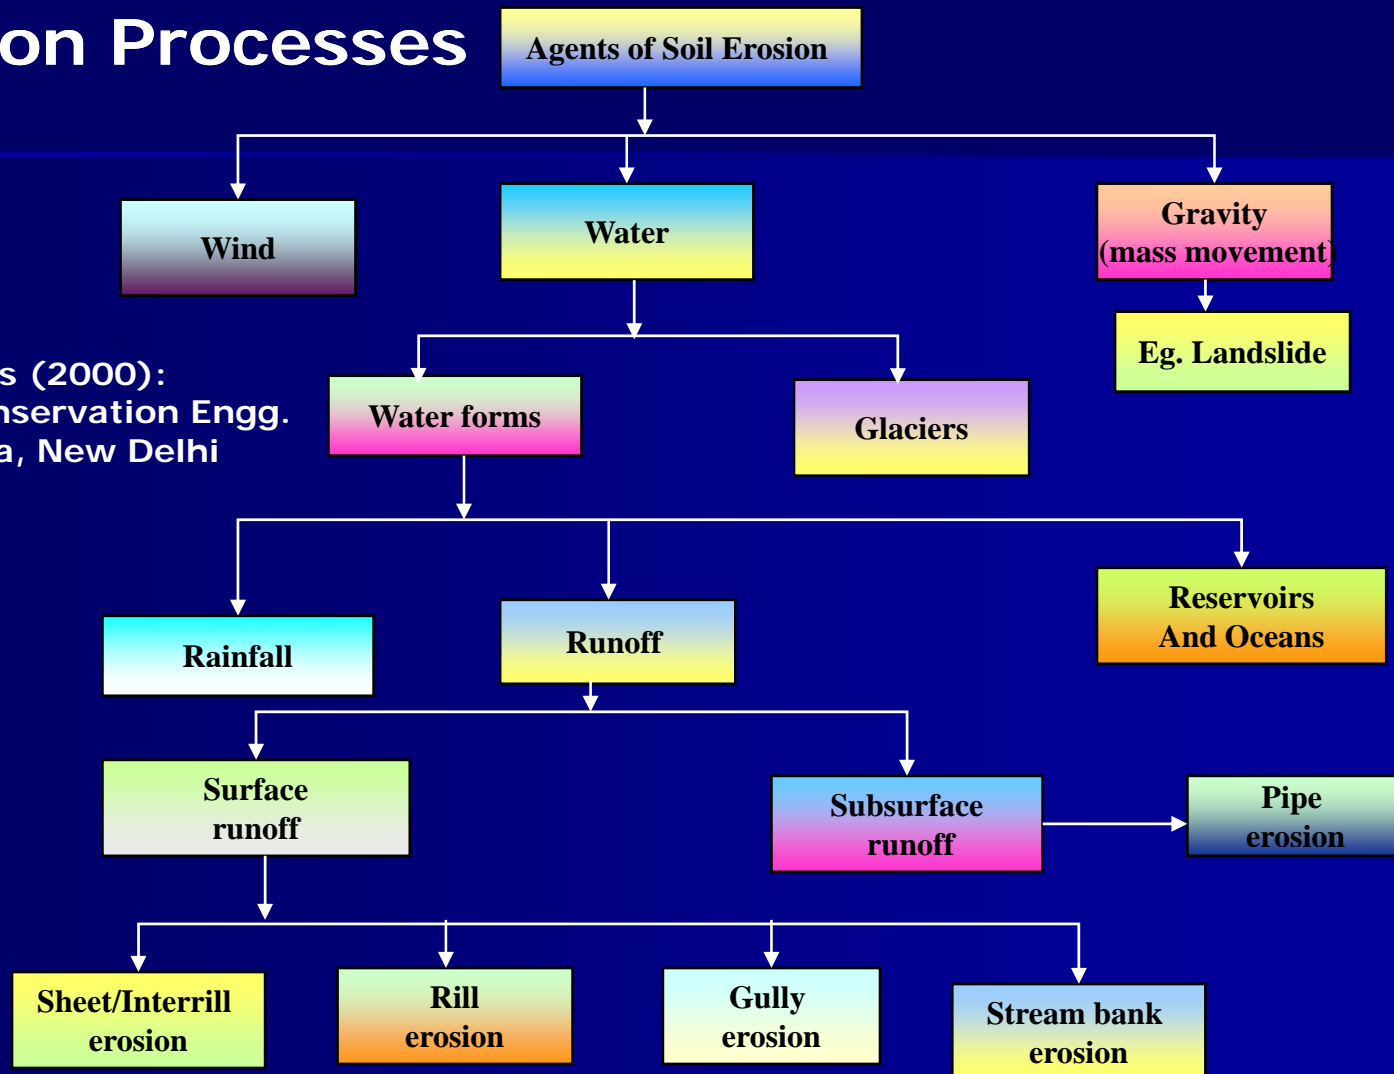 on Processes
Agents of Soil Erosion
Wind
Water
Gravity
(mass movement)
Eg. Landslide
s (2000):
nservation Engg.
a, New Delhi
Water forms
Glaciers
Rainfall
Runoff
Reservoirs
And Oceans
Surface
runoff
Subsurface
runoff
Pipe
erosion
Sheet/Interrill
erosion
Rill
erosion
Gully
erosion
Stream bank
erosion